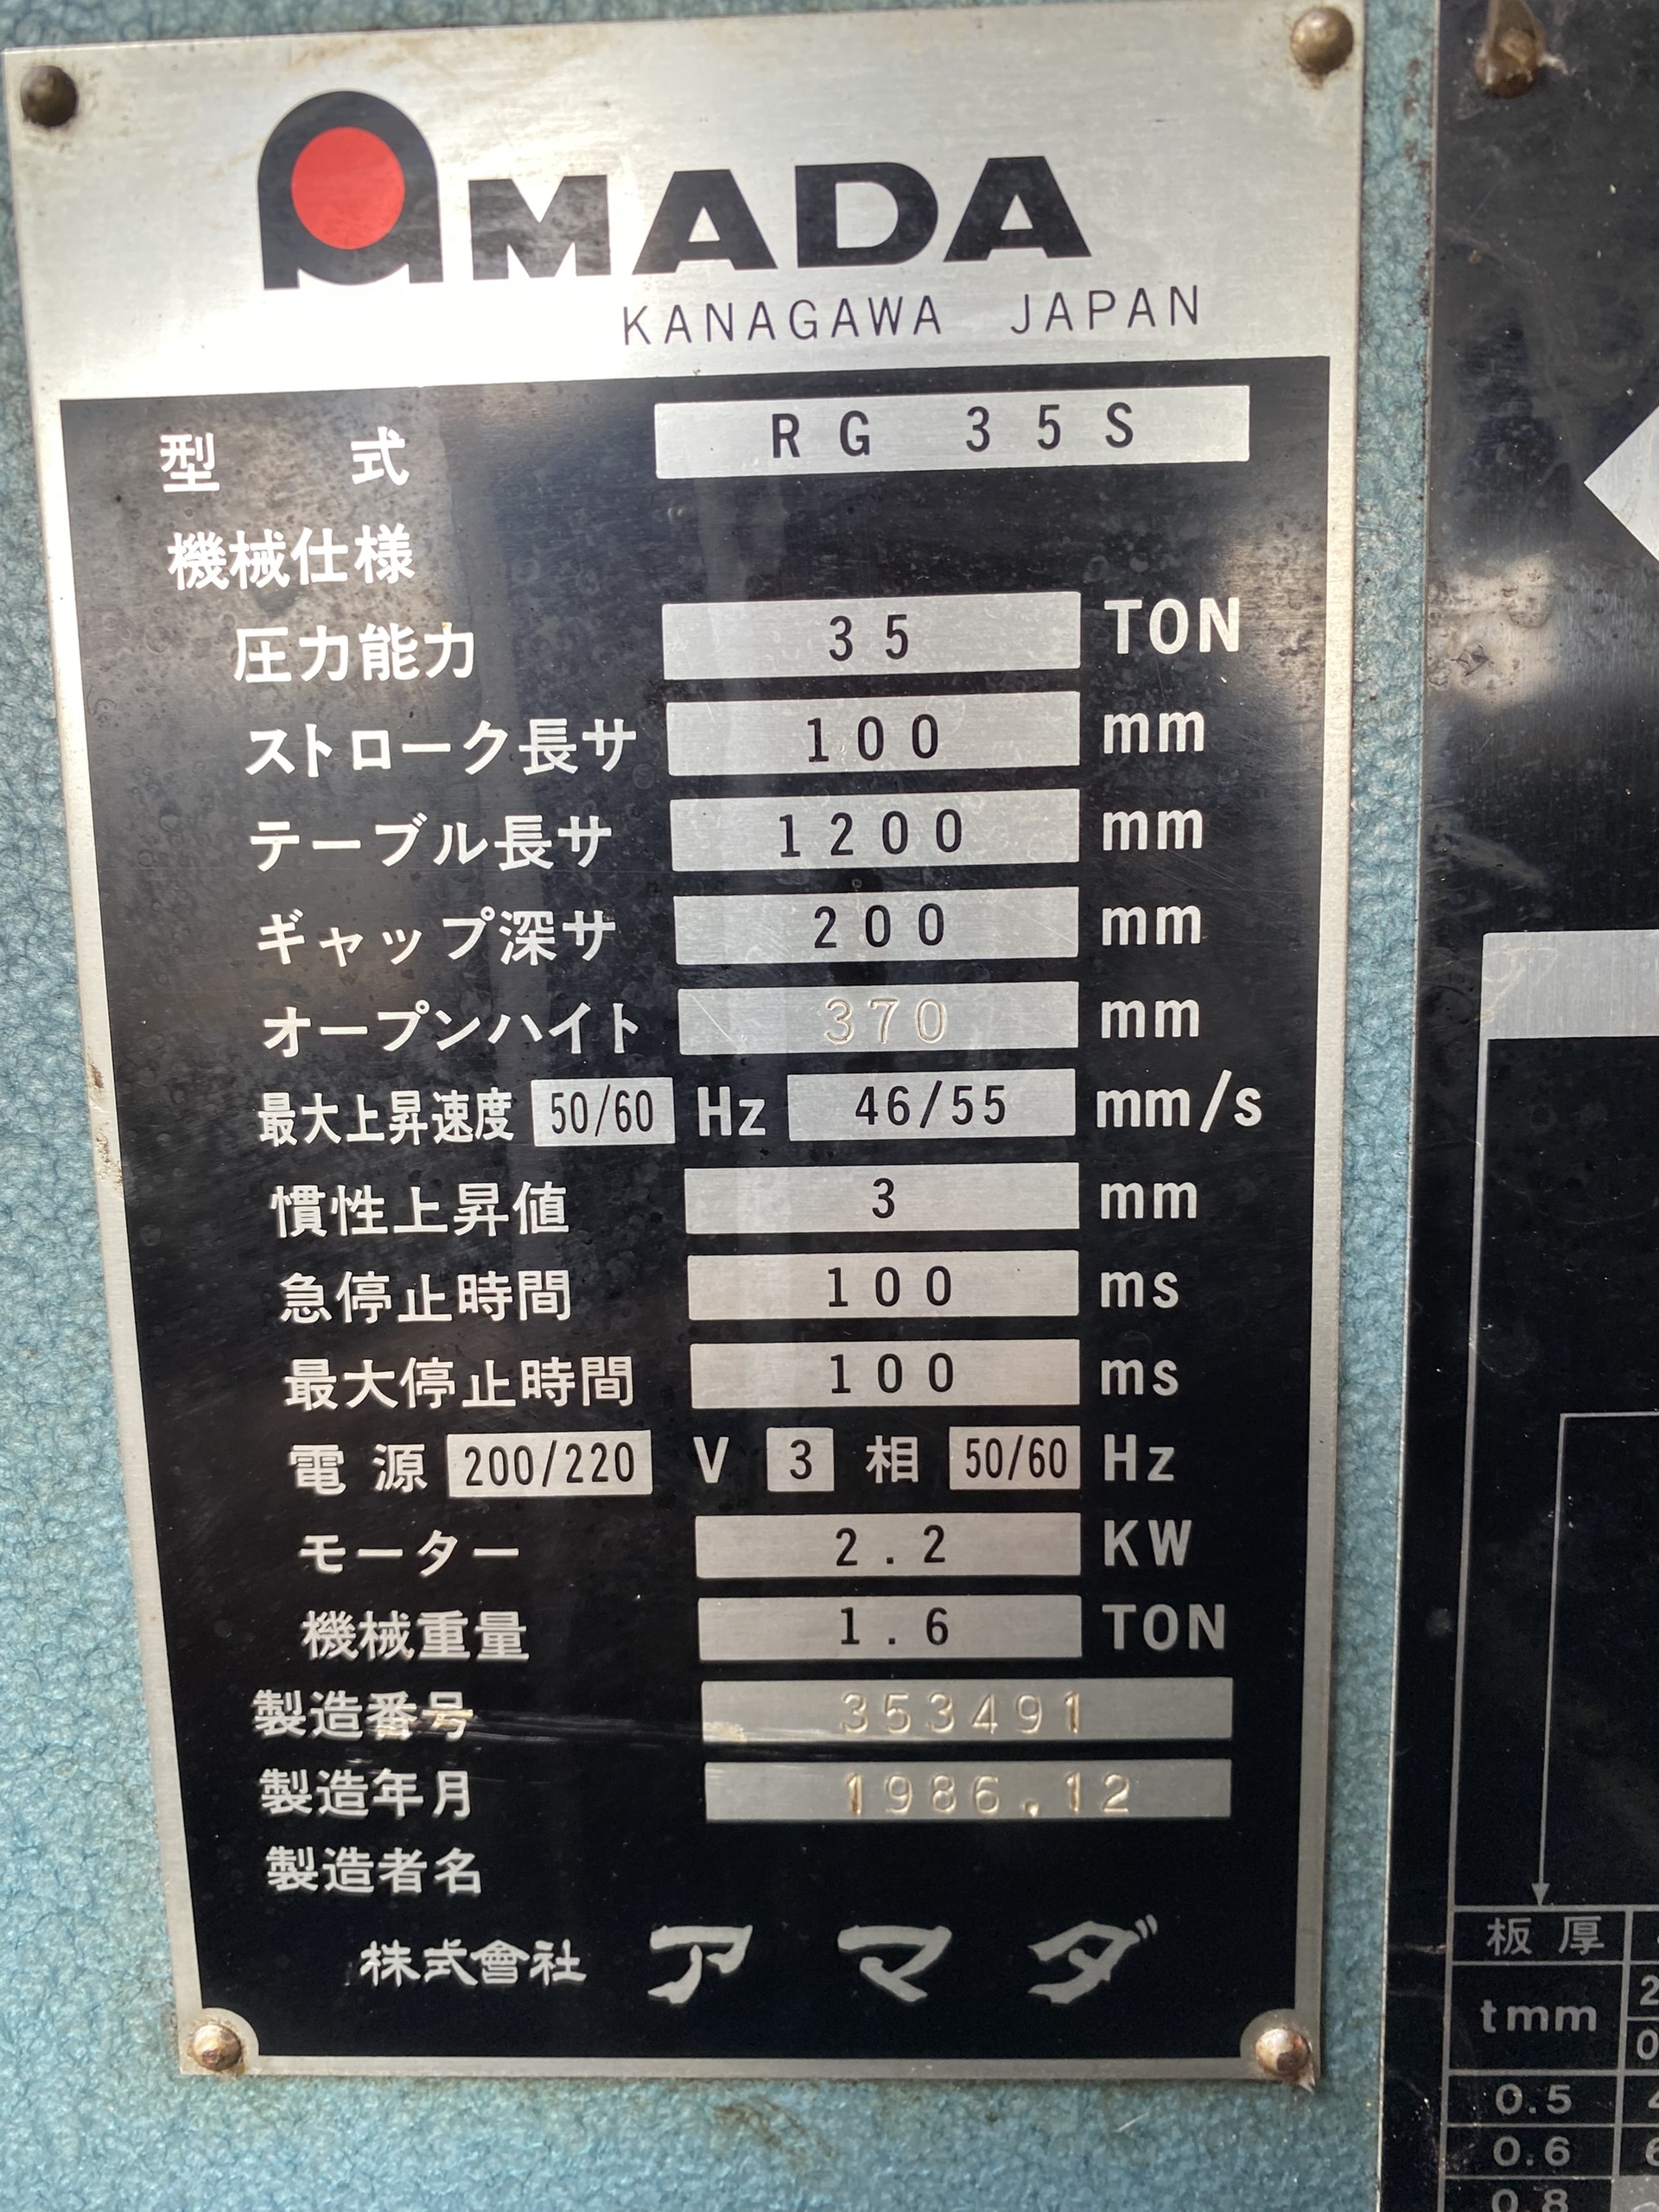 AMADA
KANAGAWA JAPAN
型 式 RG 35S
機械仕様
圧力能力 35 TON
ストローク長サ 100 mm
テーブル長サ 1200 mm
ギャップ深サ 200 mm
オープンハイト 370 mm
最大上昇速度 50/60 Hz 46/55 mm/s
慣性上昇値 3 mm
急停止時間 100 ms
最大停止時間 100 ms
電源 200/220 V 3 相 50/60 Hz
モーター 2.2 KW
機械重量 1.6 TON
製造番号 353491
製造年月 1986.12
製造者名
株式會社 アマダ
板厚
tmm
0.5
0.6
0.8